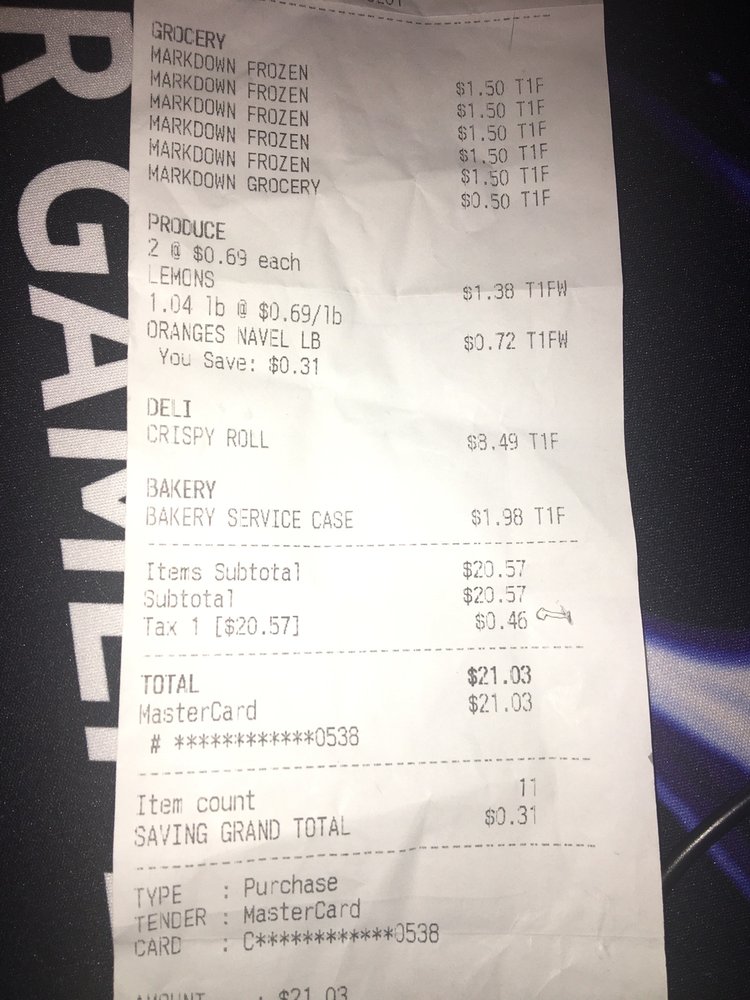 GROCERY
MARKDOWN FROZEN $1.50 T1F
MARKDOWN FROZEN $1.50 T1F
MARKDOWN FROZEN $1.50 T1F
MARKDOWN FROZEN $1.50 T1F
MARKDOWN FROZEN $1.50 T1F
MARKDOWN GROCERY $0.50 T1F
PRODUCE
2 @ $0.69 each
LEMONS $1.38 T1FW
1.04 lb @ $0.69/lb
ORANGES NAVEL LB $0.72 T1FW
You Save: $0.31
DELI
CRISPY ROLL $8.49 T1F
BAKERY
BAKERY SERVICE CASE $1.98 T1F
Items Subtotal $20.57
Subtotal $20.57
Tax 1 [$20.57] $0.46
TOTAL $21.03
MasterCard $21.03
# ************0538
Item count 11
SAVING GRAND TOTAL $0.31
TYPE : Purchase
TENDER : MasterCard
CARD : C************0538
AMOUNT : $21.03
R GAME